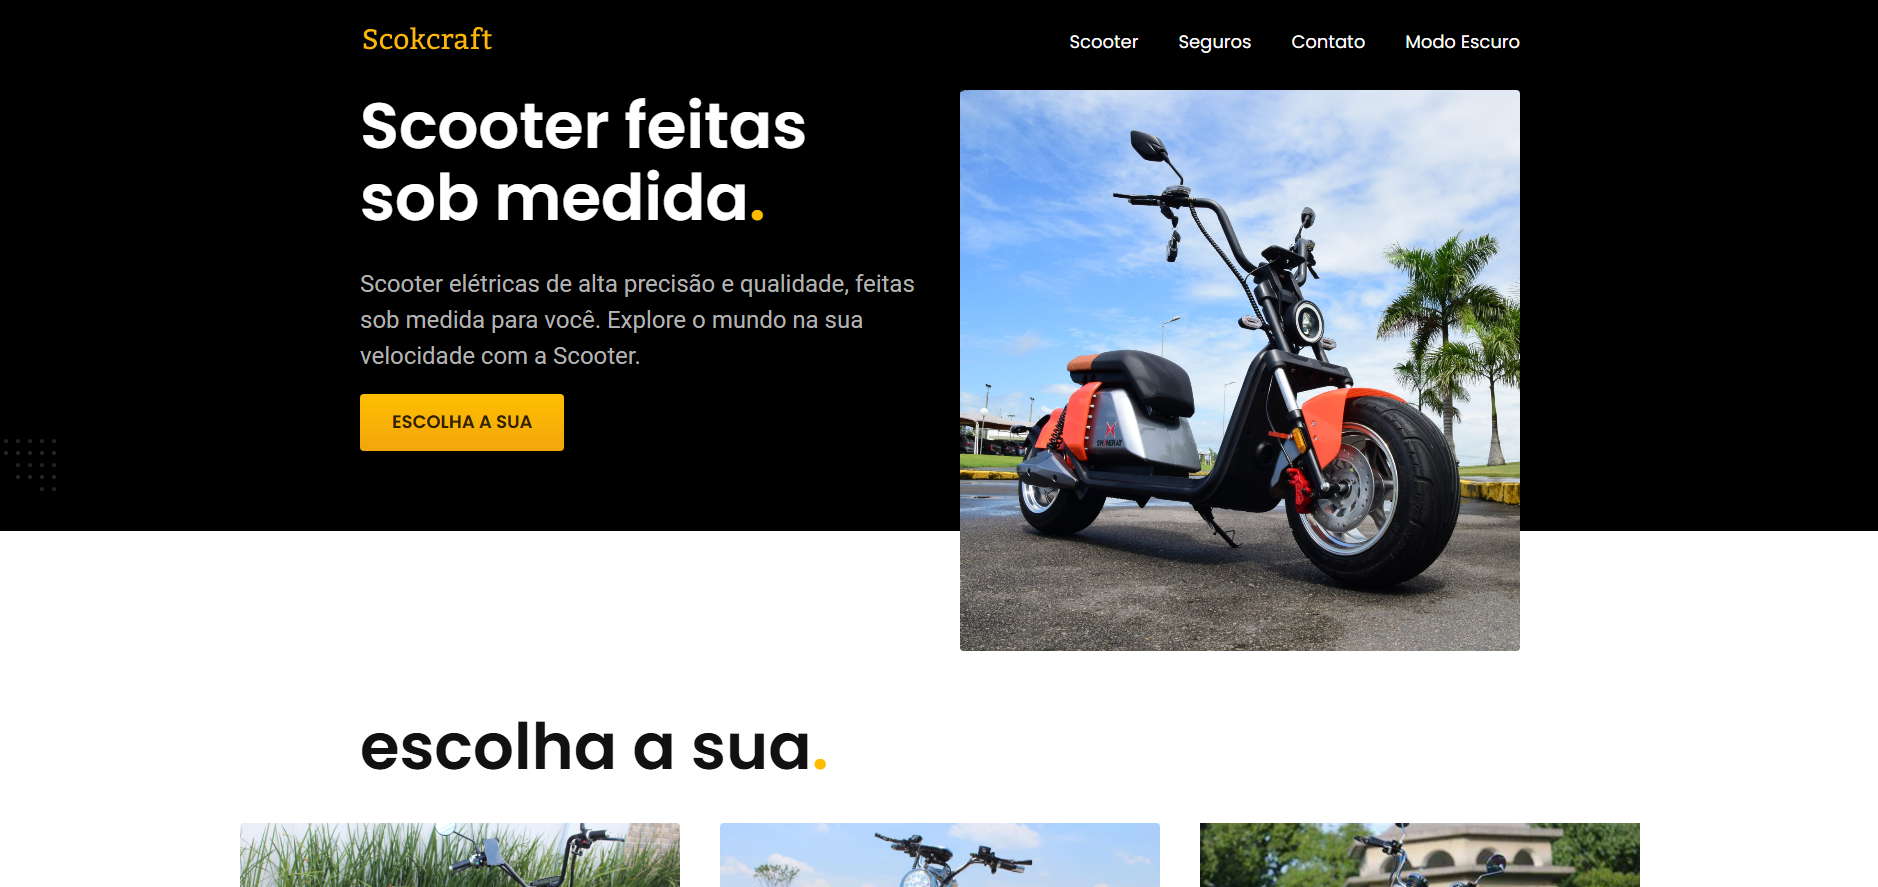 Scokcraft
Scooter
Seguros
Contato
Modo Escuro
Scooter feitas
sob medida.
Scooter elétricas de alta precisão e qualidade, feitas
sob medida para você. Explore o mundo na sua
velocidade com a Scooter.
ESCOLHA A SUA
SHINERAY
escolha a sua.